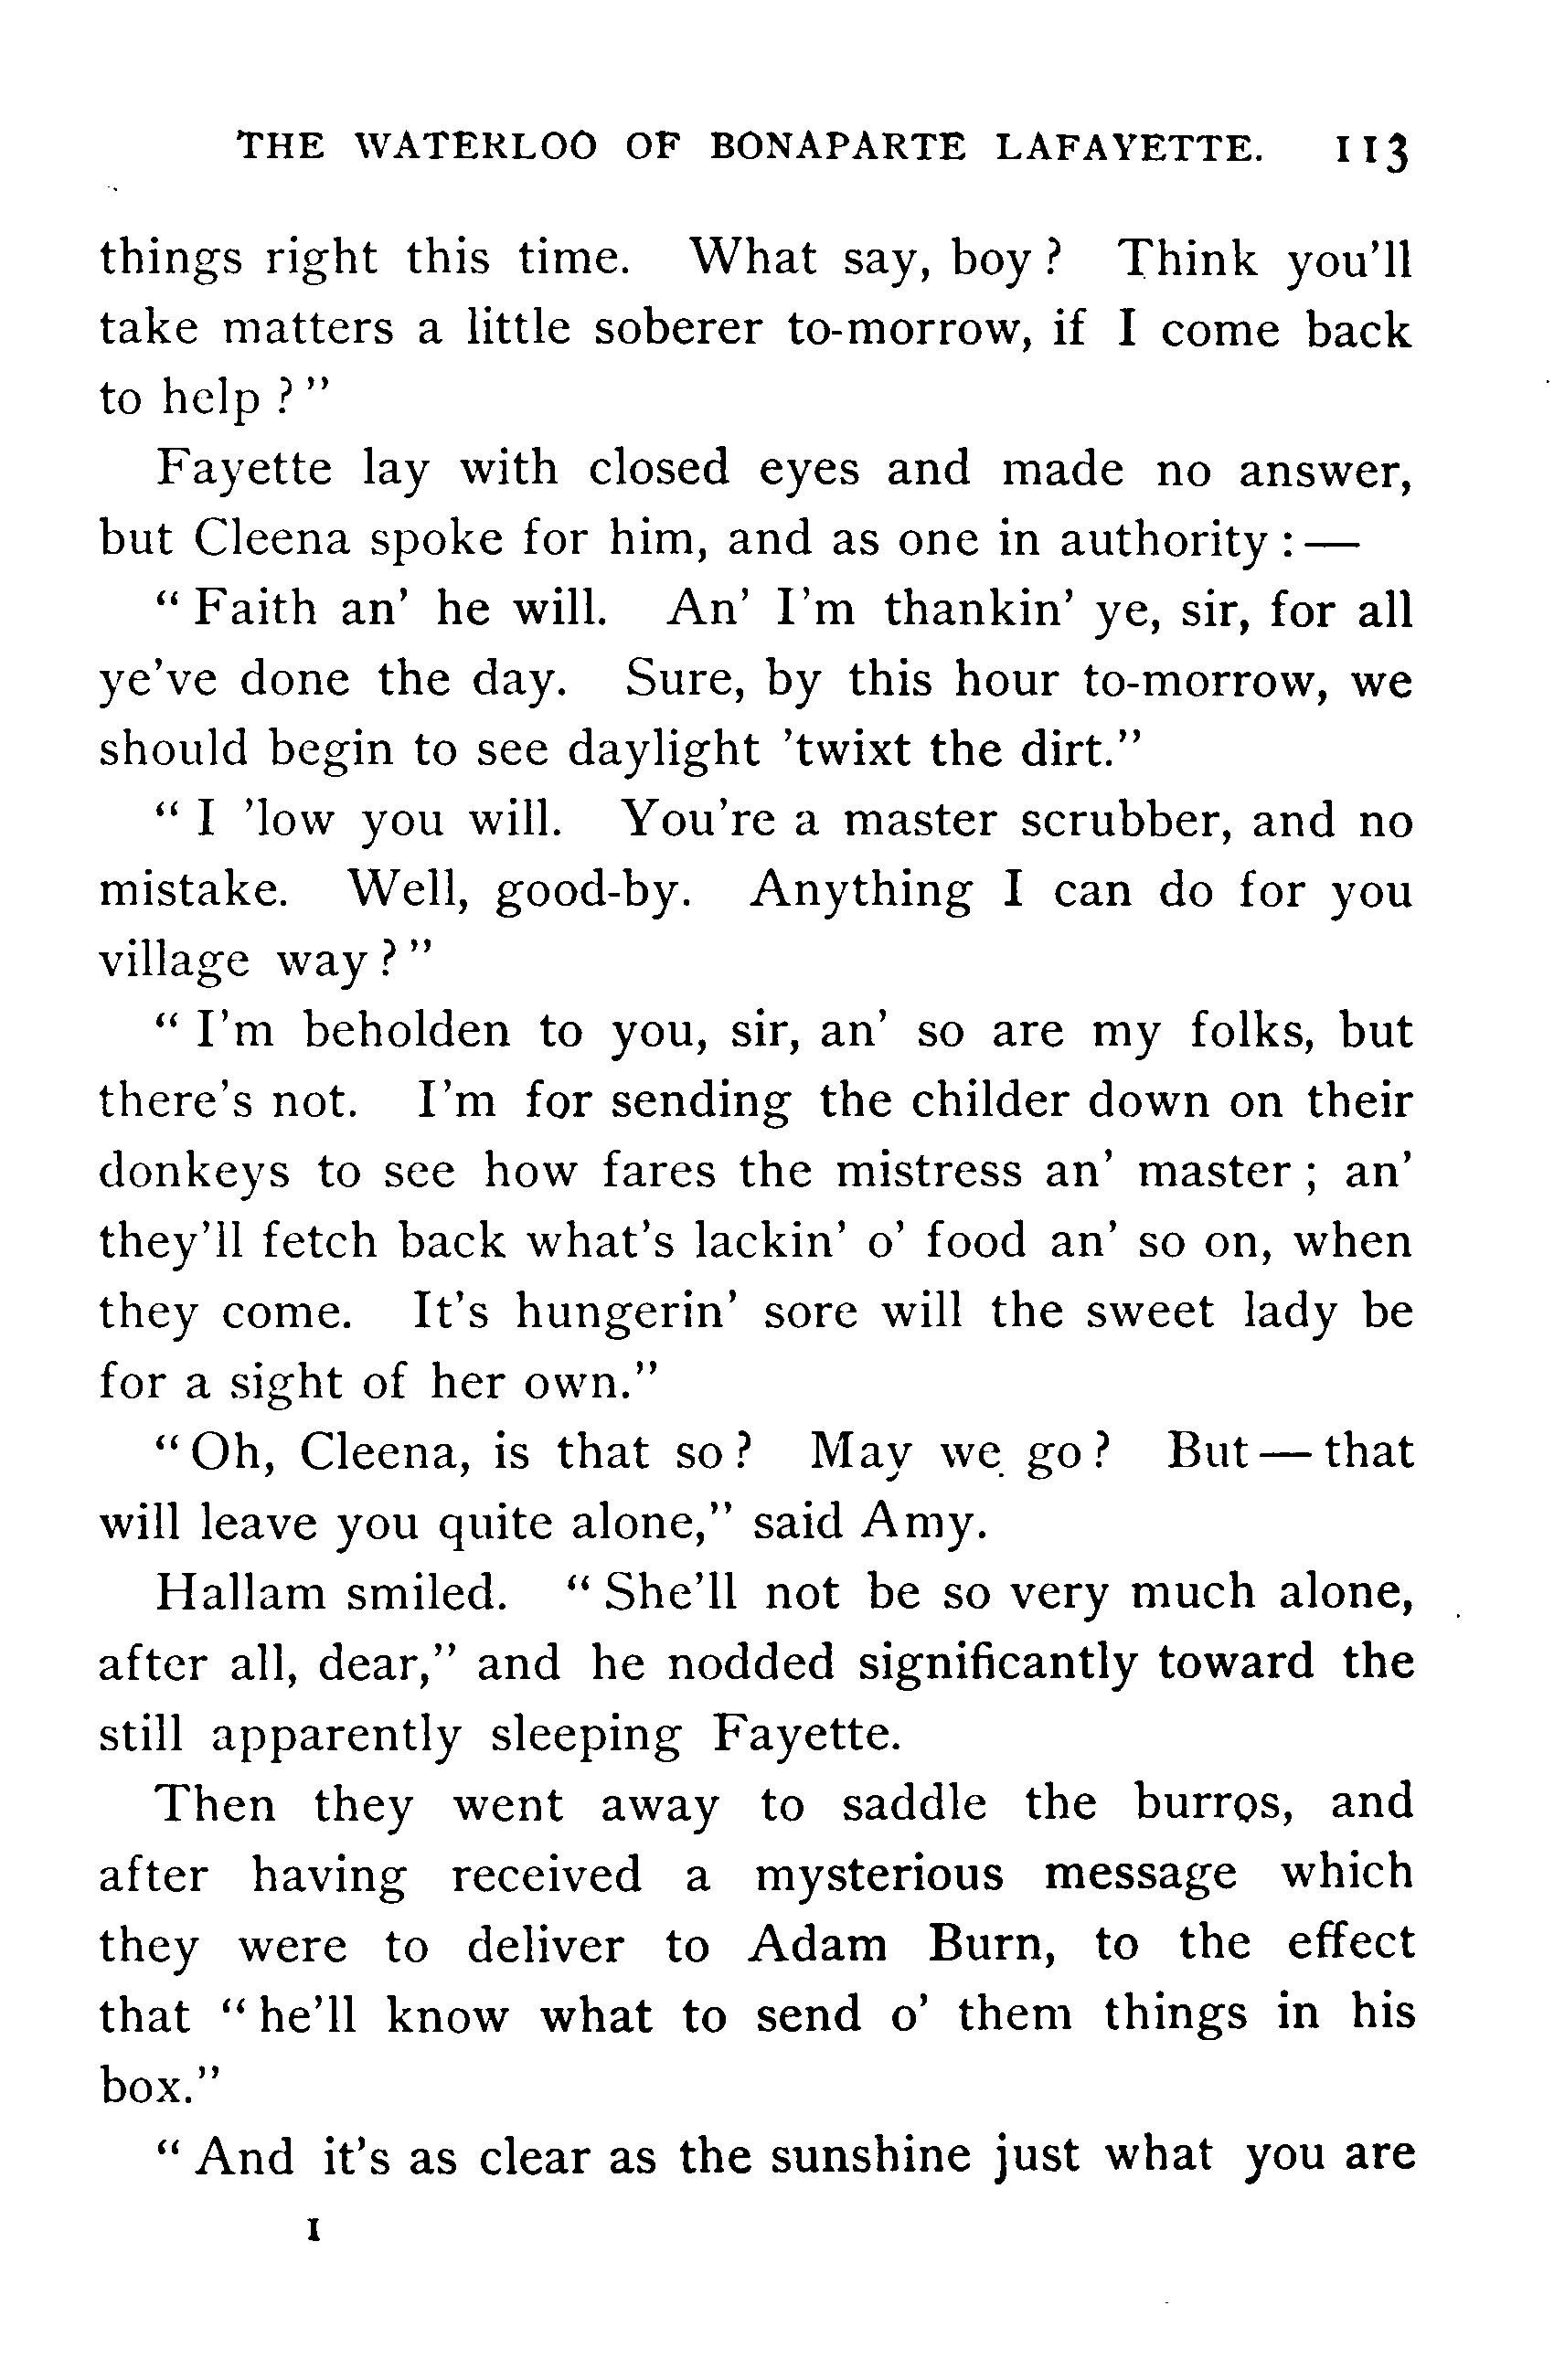 THE WATERLOO OF BONAPARTE LAFAYETTE. 113
things right this time. What say, boy? Think you'll
take matters a little soberer to-morrow, if I come back
to help?"
Fayette lay with closed eyes and made no answer,
but Cleena spoke for him, and as one in authority:—
"Faith an' he will. An' I'm thankin' ye, sir, for all
ye've done the day. Sure, by this hour to-morrow, we
should begin to see daylight 'twixt the dirt."
"I 'low you will. You're a master scrubber, and no
mistake. Well, good-by. Anything I can do for you
village way?"
"I'm beholden to you, sir, an' so are my folks, but
there's not. I'm for sending the childer down on their
donkeys to see how fares the mistress an' master; an'
they'll fetch back what's lackin' o' food an' so on, when
they come. It's hungerin' sore will the sweet lady be
for a sight of her own."
"Oh, Cleena, is that so? May we go? But—that
will leave you quite alone," said Amy.
Hallam smiled. "She'll not be so very much alone,
after all, dear," and he nodded significantly toward the
still apparently sleeping Fayette.
Then they went away to saddle the burros, and
after having received a mysterious message which
they were to deliver to Adam Burn, to the effect
that "he'll know what to send o' them things in his
box."
"And it's as clear as the sunshine just what you are
I